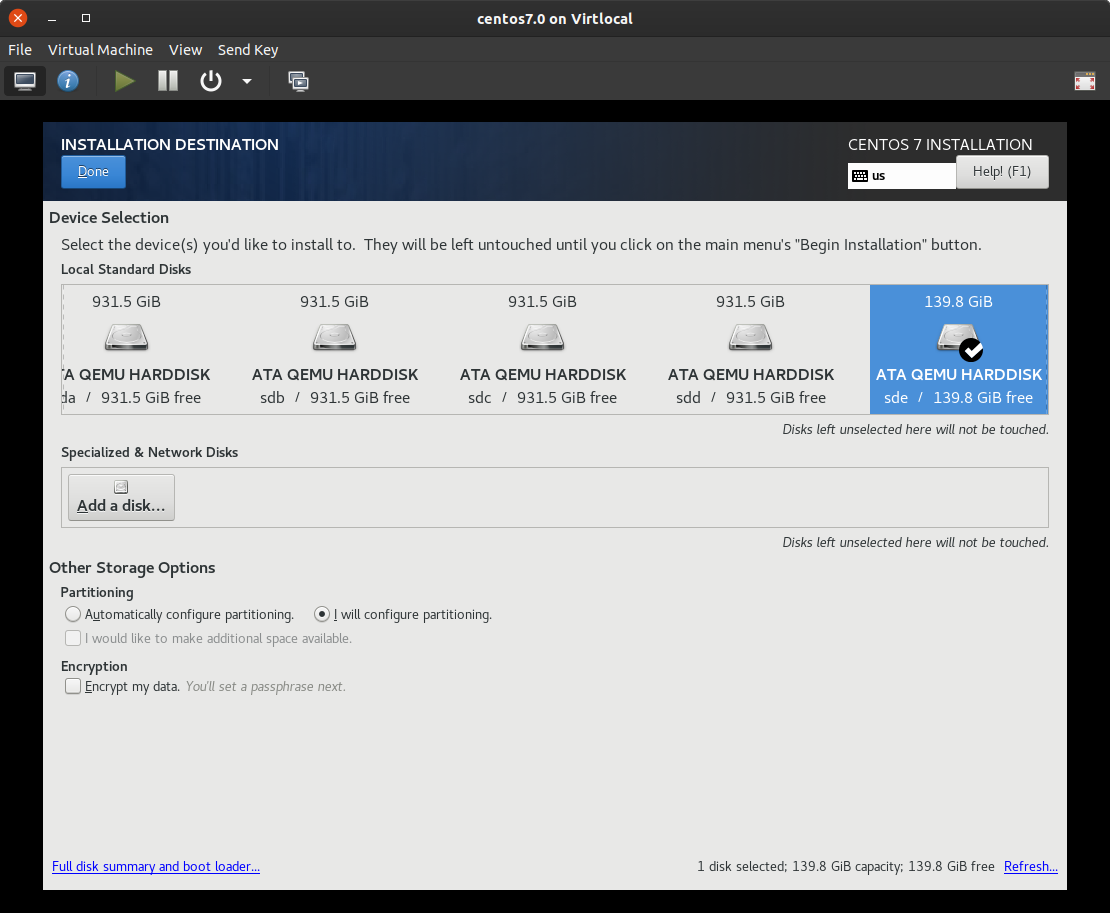 centos7.0 on Virtlocal
File Virtual Machine View Send Key
INSTALLATION DESTINATION
CENTOS 7 INSTALLATION
Done
us
Help! (F1)
Device Selection
Select the device(s) you'd like to install to. They will be left untouched until you click on the main menu's "Begin Installation" button.
Local Standard Disks
931.5 GiB 931.5 GiB 931.5 GiB 931.5 GiB 139.8 GiB
TA QEMU HARDDISK ATA QEMU HARDDISK ATA QEMU HARDDISK ATA QEMU HARDDISK ATA QEMU HARDDISK
da / 931.5 GiB free sdb / 931.5 GiB free sdc / 931.5 GiB free sdd / 931.5 GiB free sde / 139.8 GiB free
Disks left unselected here will not be touched.
Specialized & Network Disks
Add a disk...
Disks left unselected here will not be touched.
Other Storage Options
Partitioning
Automatically configure partitioning. I will configure partitioning.
I would like to make additional space available.
Encryption
Encrypt my data. You'll set a passphrase next.
Full disk summary and boot loader...
1 disk selected; 139.8 GiB capacity; 139.8 GiB free Refresh...